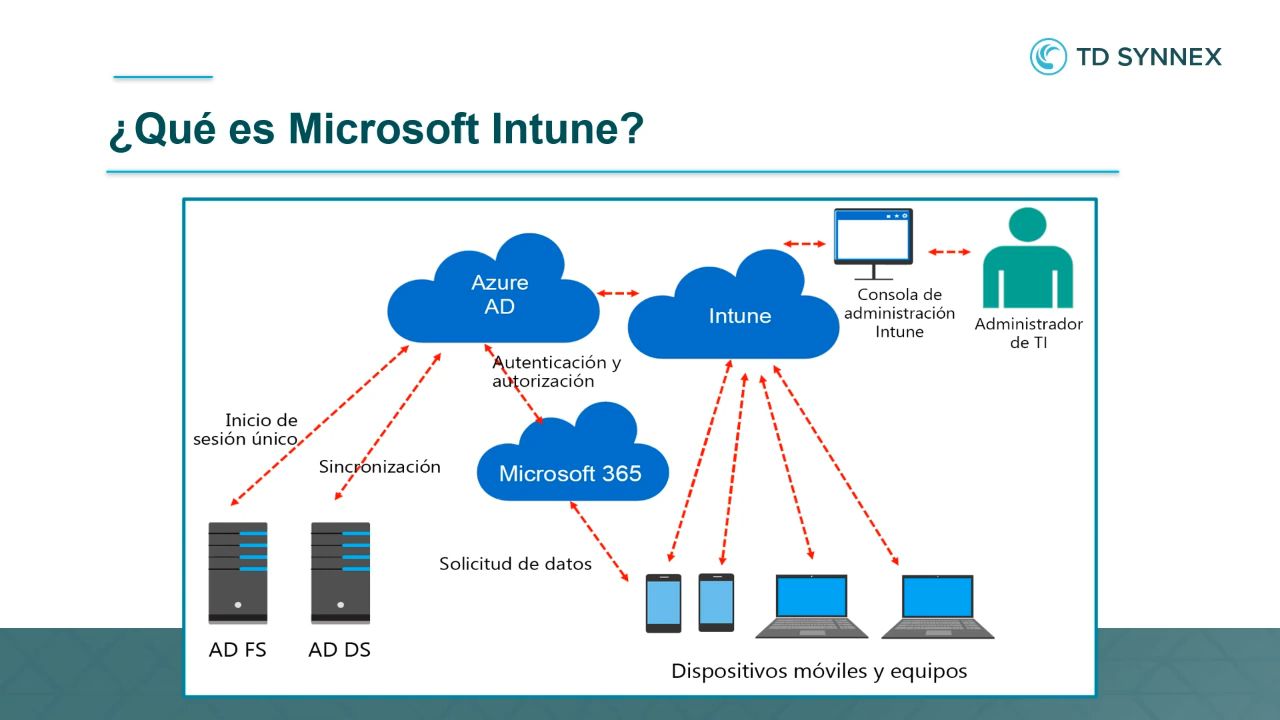 TD SYNNEX
¿Qué es Microsoft Intune?
Azure
AD
Intune
Consola de
administración
Intune
Administrador
de TI
Autenticación y
autorización
Inicio de
sesión único
Sincronización
Microsoft 365
Solicitud de datos
AD FS
AD DS
Dispositivos móviles y equipos